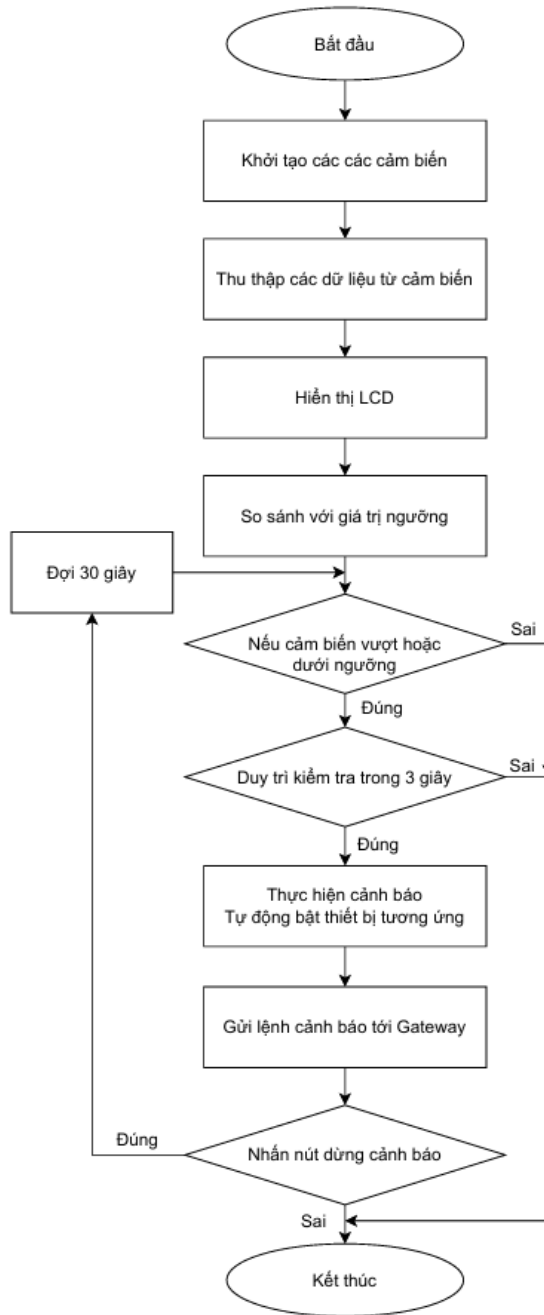 Bắt đầu
Khởi tạo các các cảm biến
Thu thập các dữ liệu từ cảm biến
Hiển thị LCD
So sánh với giá trị ngưỡng
Đợi 30 giây
Nếu cảm biến vượt hoặc
dưới ngưỡng
Sai
Đúng
Duy trì kiểm tra trong 3 giây
Sai
Đúng
Thực hiện cảnh báo
Tự động bật thiết bị tương ứng
Gửi lệnh cảnh báo tới Gateway
Đúng
Nhấn nút dừng cảnh báo
Sai
Kết thúc